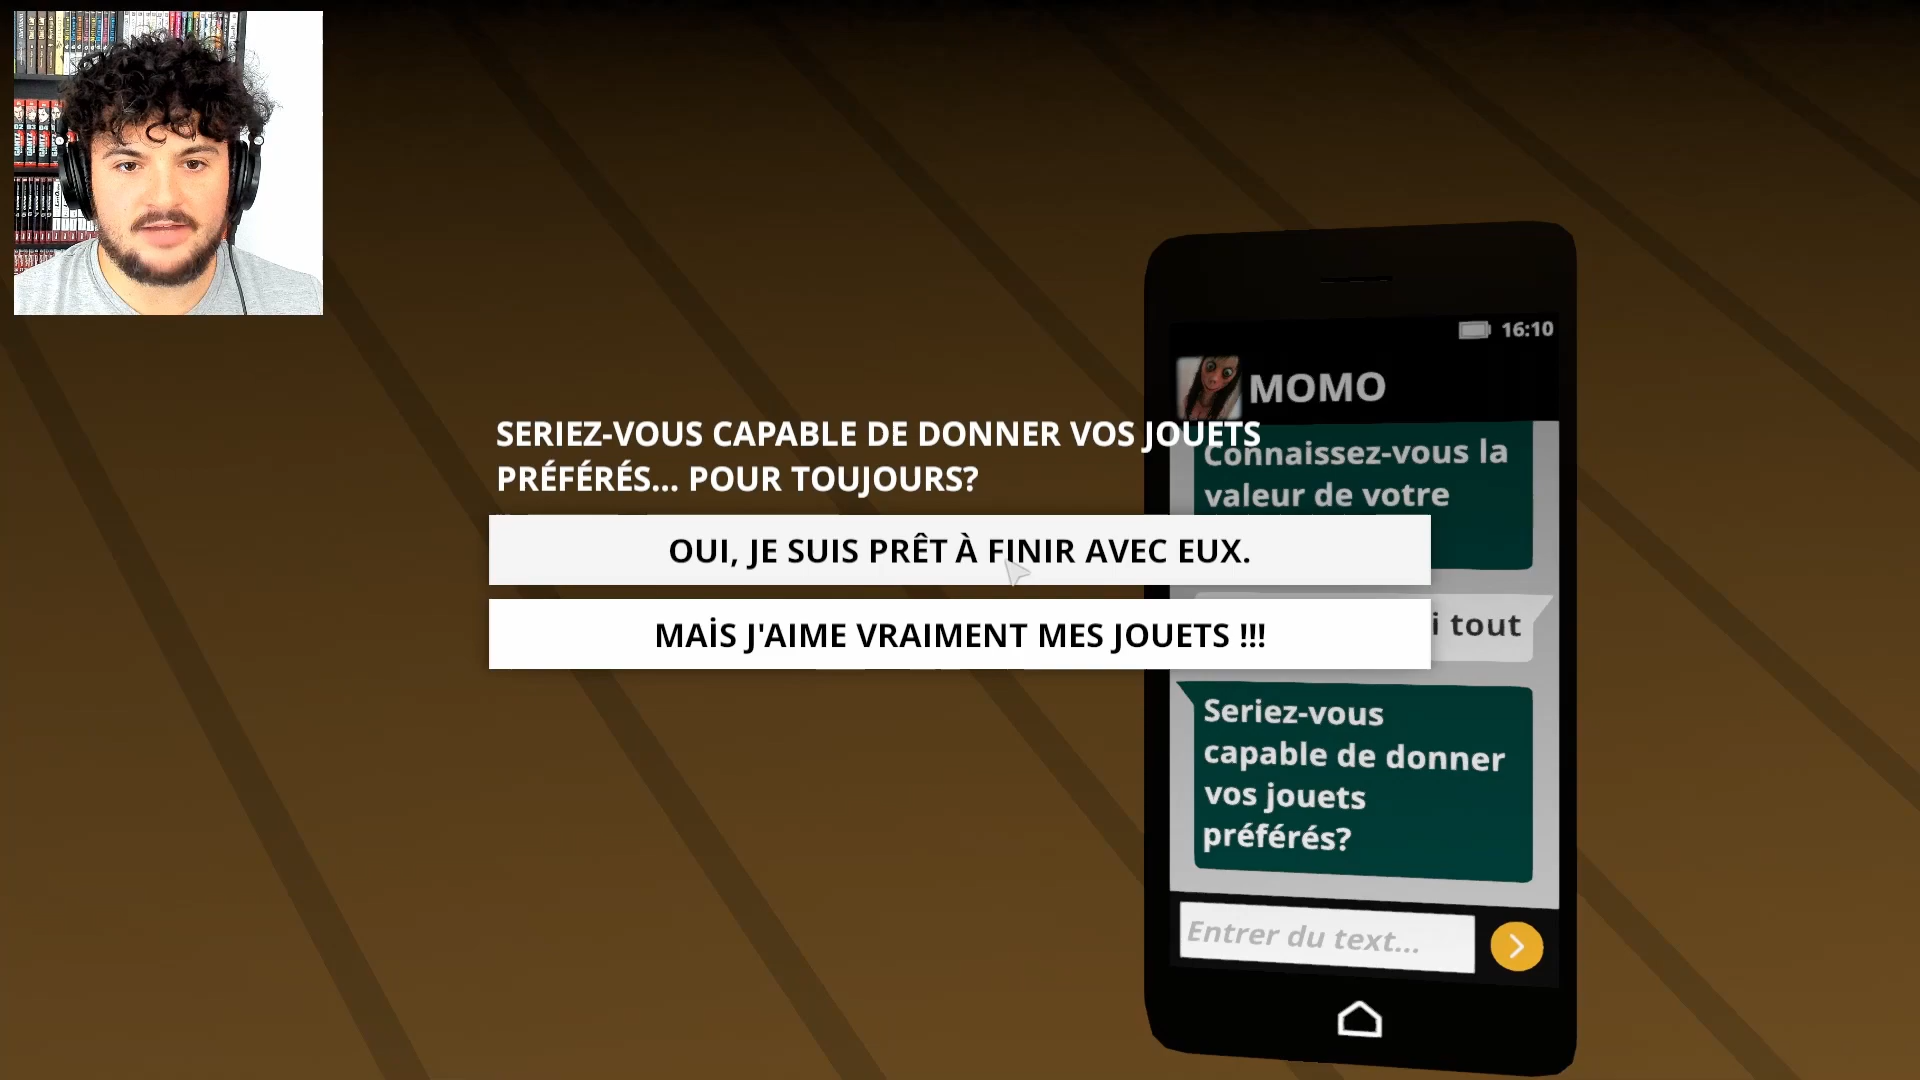 16:10
MOMO
SERIEZ-VOUS CAPABLE DE DONNER VOS JOUETS
PRÉFÉRÉS... POUR TOUJOURS?
OUI, JE SUIS PRÊT À FINIR AVEC EUX.
MAİS J'AIME VRAIMENT MES JOUETS !!!
Connaissez-vous la
valeur de votre
i tout
Seriez-vous
capable de donner
vos jouets
préférés?
Entrer du text...